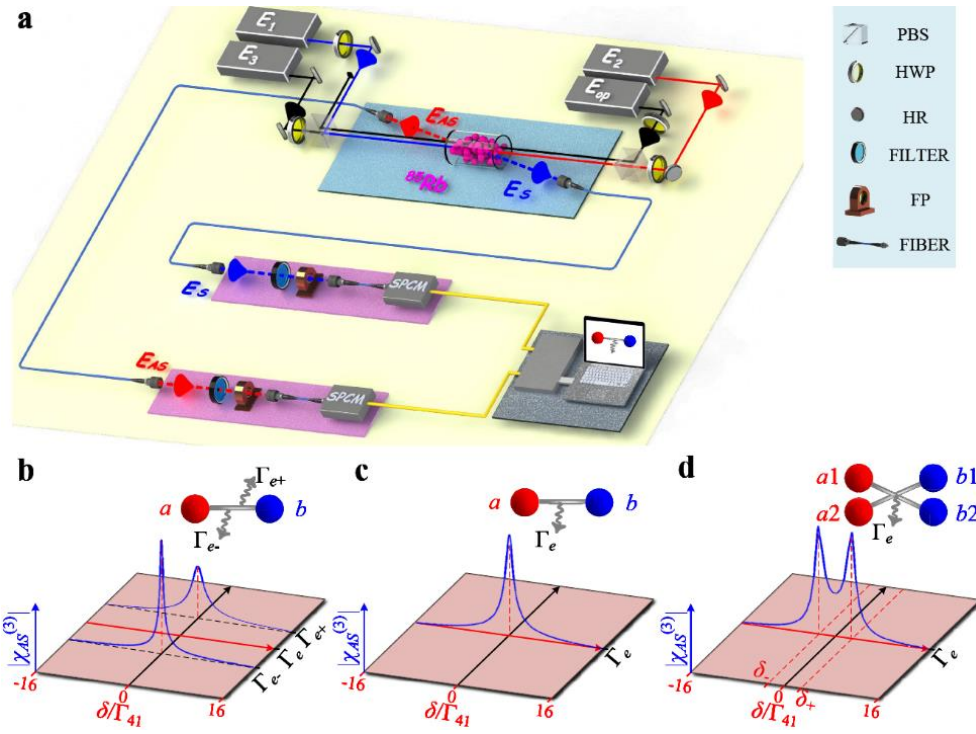 a
E1
E3
E2
Eop
EAS
85Rb
ES
PBS
HWP
HR
FILTER
FP
FIBER
ES
SPCM
EAS
SPCM
b
Γe+
a b
Γe-
|χAS(3)|
-16
0
δ/Γ41
16
Γe- Γe Γe+
c
a b
Γe
|χAS(3)|
-16
0
δ/Γ41
16
Γe
d
a1 b1
a2 b2
Γe
|χAS(3)|
-16
δ-
0
δ+
δ/Γ41
16
Γe